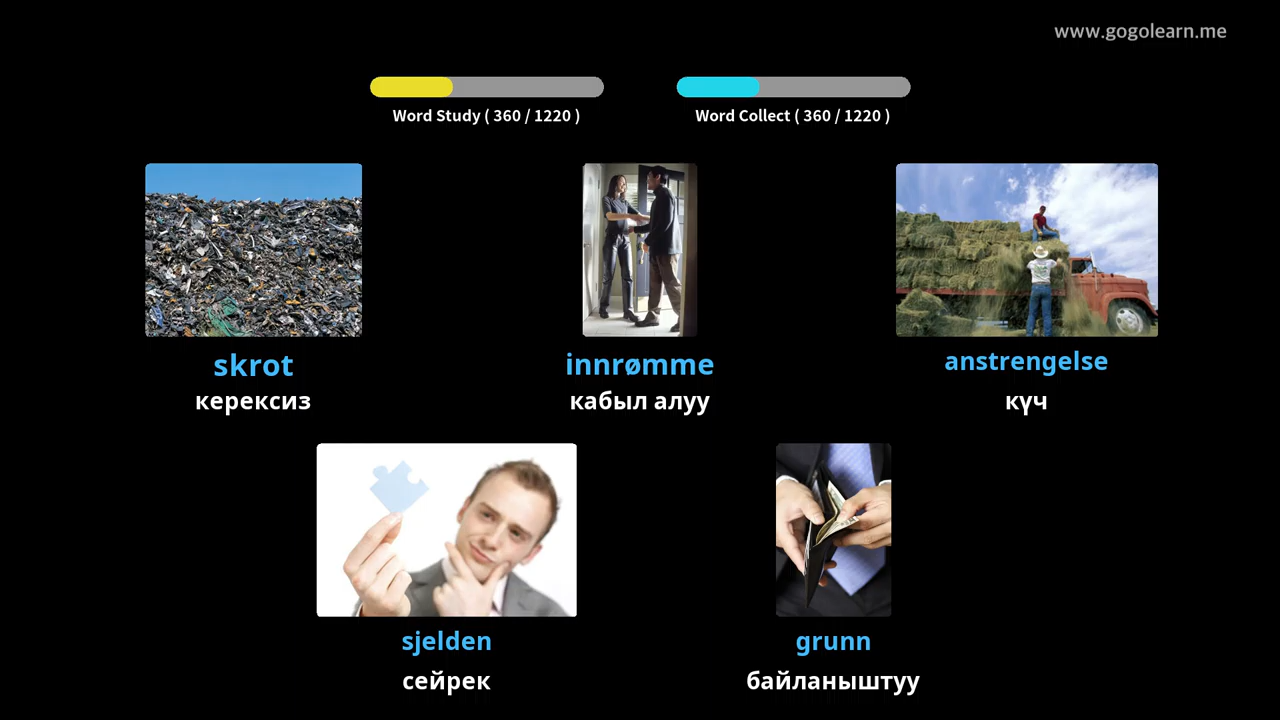 www.gogolearn.me
Word Study ( 360 / 1220 )
Word Collect ( 360 / 1220 )
skrot
керексиз
innrømme
кабыл алуу
anstrengelse
күч
sjelden
сейрек
grunn
байланыштуу